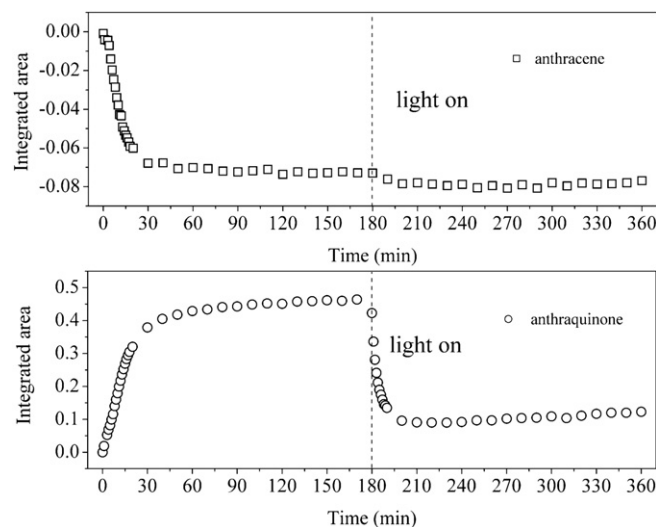 0.00
-0.02
-0.04
-0.06
-0.08
Integrated area
anthracene
light on
0 30 60 90 120 150 180 210 240 270 300 330 360
Time (min)
0.5
0.4
0.3
0.2
0.1
0.0
Integrated area
anthraquinone
light on
0 30 60 90 120 150 180 210 240 270 300 330 360
Time (min)